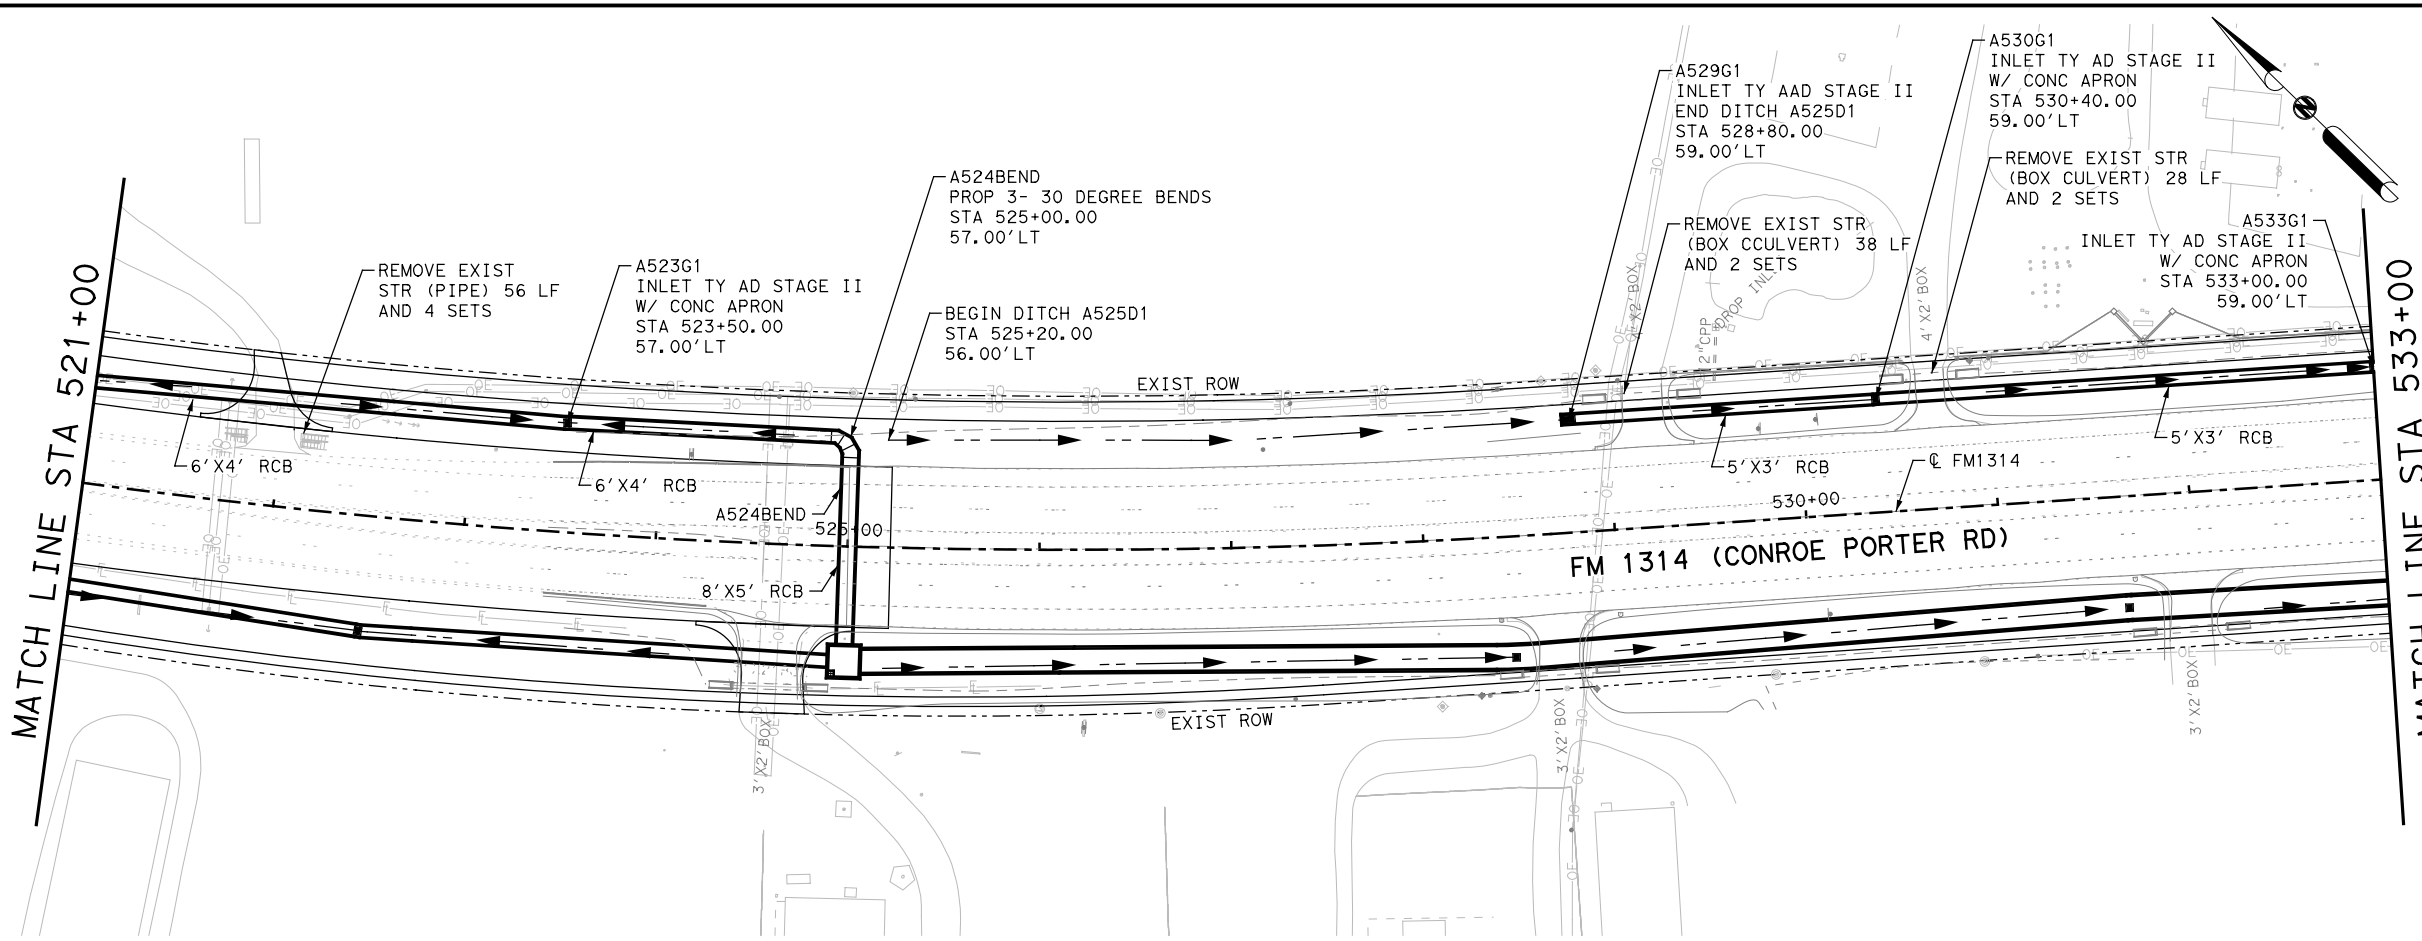 A530G1
INLET TY AD STAGE II
W/ CONC APRON
STA 530+40.00
59.00'LT
A529G1
INLET TY AAD STAGE II
END DITCH A525D1
STA 528+80.00
59.00'LT
N
REMOVE EXIST STR
(BOX CULVERT) 28 LF
AND 2 SETS
A524BEND
PROP 3- 30 DEGREE BENDS
STA 525+00.00
57.00'LT
REMOVE EXIST STR
(BOX CCULVERT) 38 LF
AND 2 SETS
A533G1
INLET TY AD STAGE II
W/ CONC APRON
STA 533+00.00
59.00'LT
REMOVE EXIST
STR (PIPE) 56 LF
AND 4 SETS
A523G1
INLET TY AD STAGE II
W/ CONC APRON
STA 523+50.00
57.00'LT
BEGIN DITCH A525D1
STA 525+20.00
56.00'LT
4'X2'BOX
4'X2'BOX
MATCH LINE STA 521+00
MATCH LINE STA 533+00
EXIST ROW
6'X4' RCB
6'X4' RCB
5'X3' RCB
5'X3' RCB
℄ FM1314
A524BEND
525+00
530+00
FM 1314 (CONROE PORTER RD)
8'X5' RCB
EXIST ROW
3'X2'BOX
3'X2'BOX
3'X2'BOX